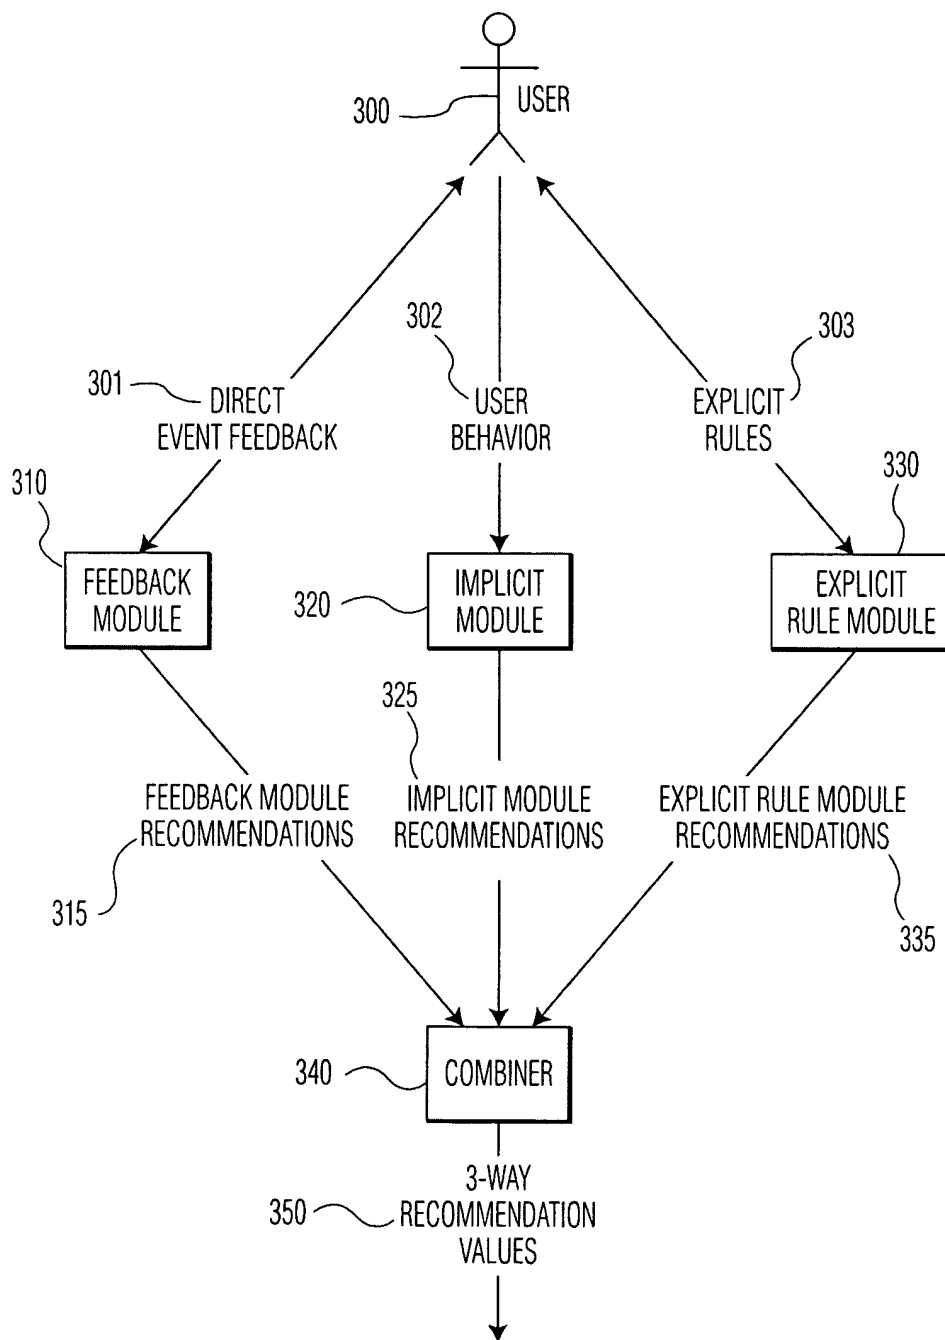 300
USER
302
303
301
DIRECT
EVENT FEEDBACK
USER
BEHAVIOR
EXPLICIT
RULES
310
330
FEEDBACK
MODULE
320
IMPLICIT
MODULE
EXPLICIT
RULE MODULE
325
FEEDBACK MODULE
RECOMMENDATIONS
IMPLICIT MODULE
RECOMMENDATIONS
EXPLICIT RULE MODULE
RECOMMENDATIONS
315
335
340
COMBINER
350
3-WAY
RECOMMENDATION
VALUES